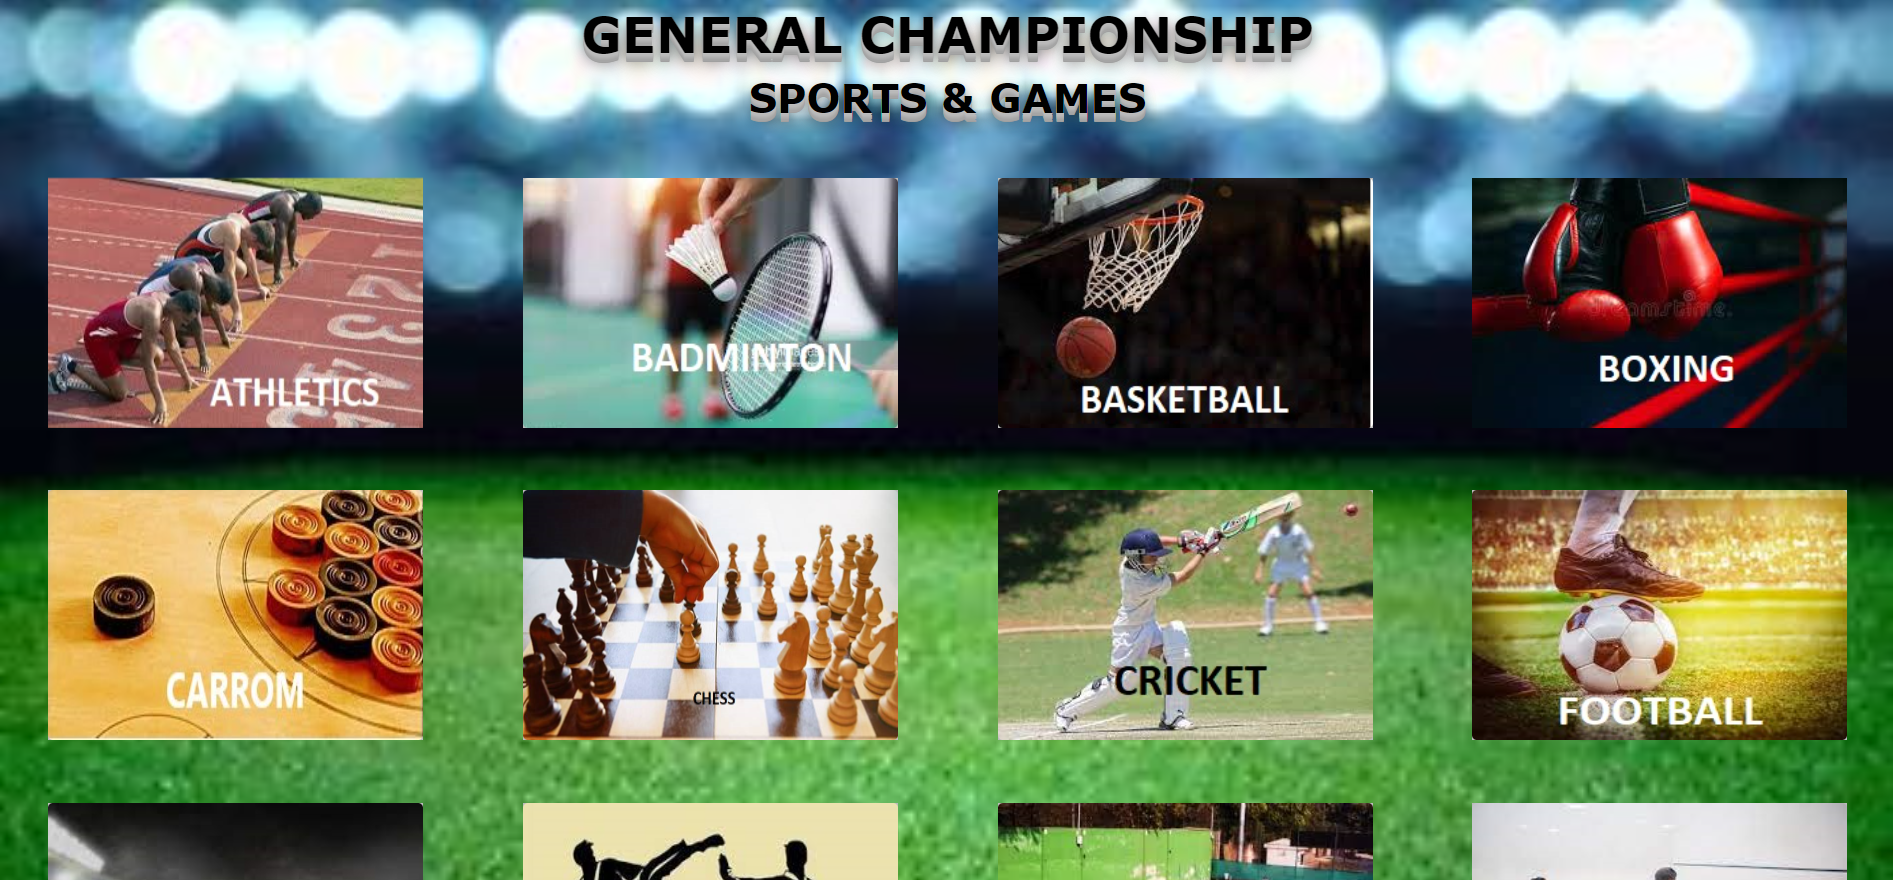 GENERAL CHAMPIONSHIP
SPORTS & GAMES
ATHLETICS
BADMINTON
BASKETBALL
BOXING
CARROM
CHESS
CRICKET
FOOTBALL